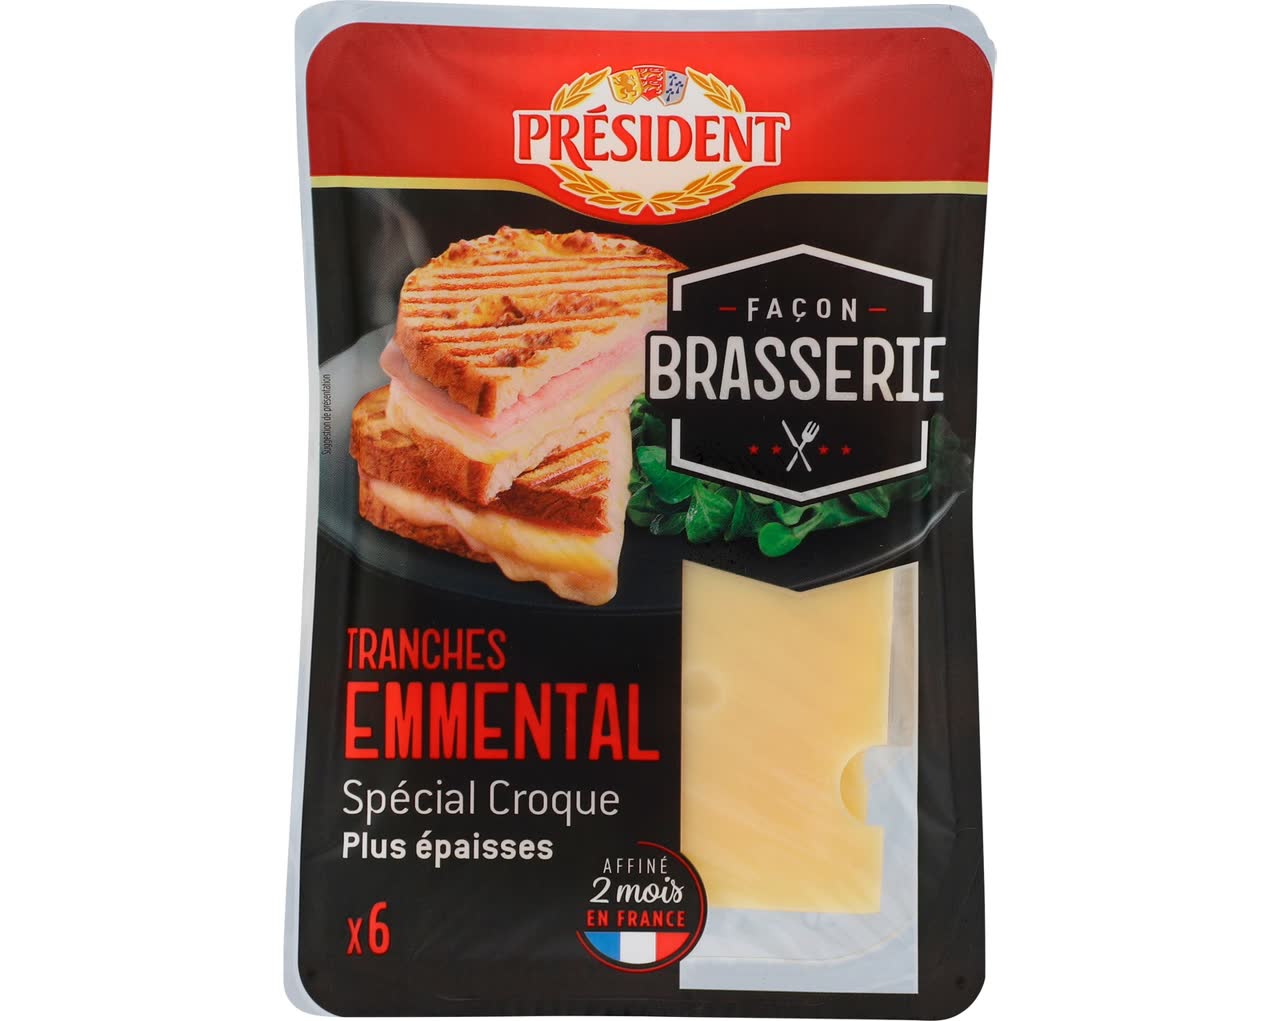 PRÉSIDENT
FAÇON
BRASSERIE
Suggestion de présentation
TRANCHES
EMMENTAL
Spécial Croque
Plus épaisses
x6
AFFINÉ
2 mois
EN FRANCE